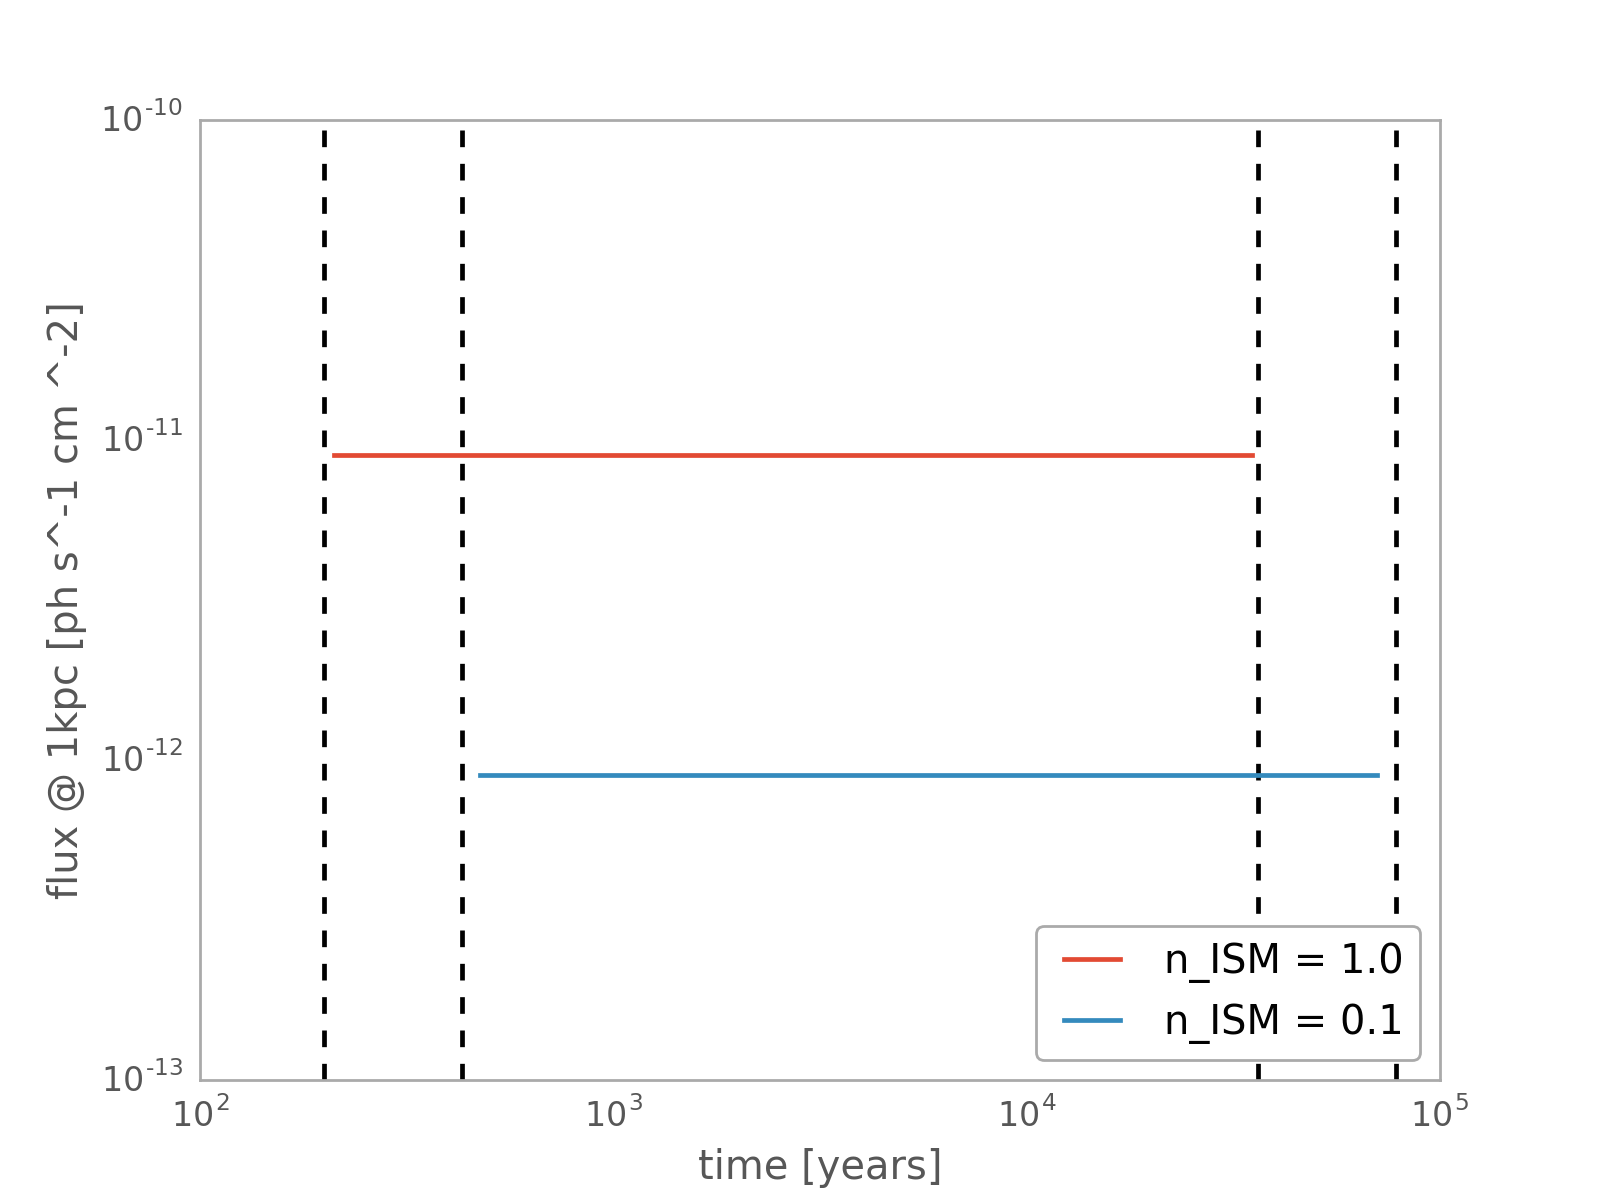 10^-10
10^-11
10^-12
10^-13
flux @ 1kpc [ph s^-1 cm ^-2]
n_ISM = 1.0
n_ISM = 0.1
10^2 10^3 10^4 10^5
time [years]